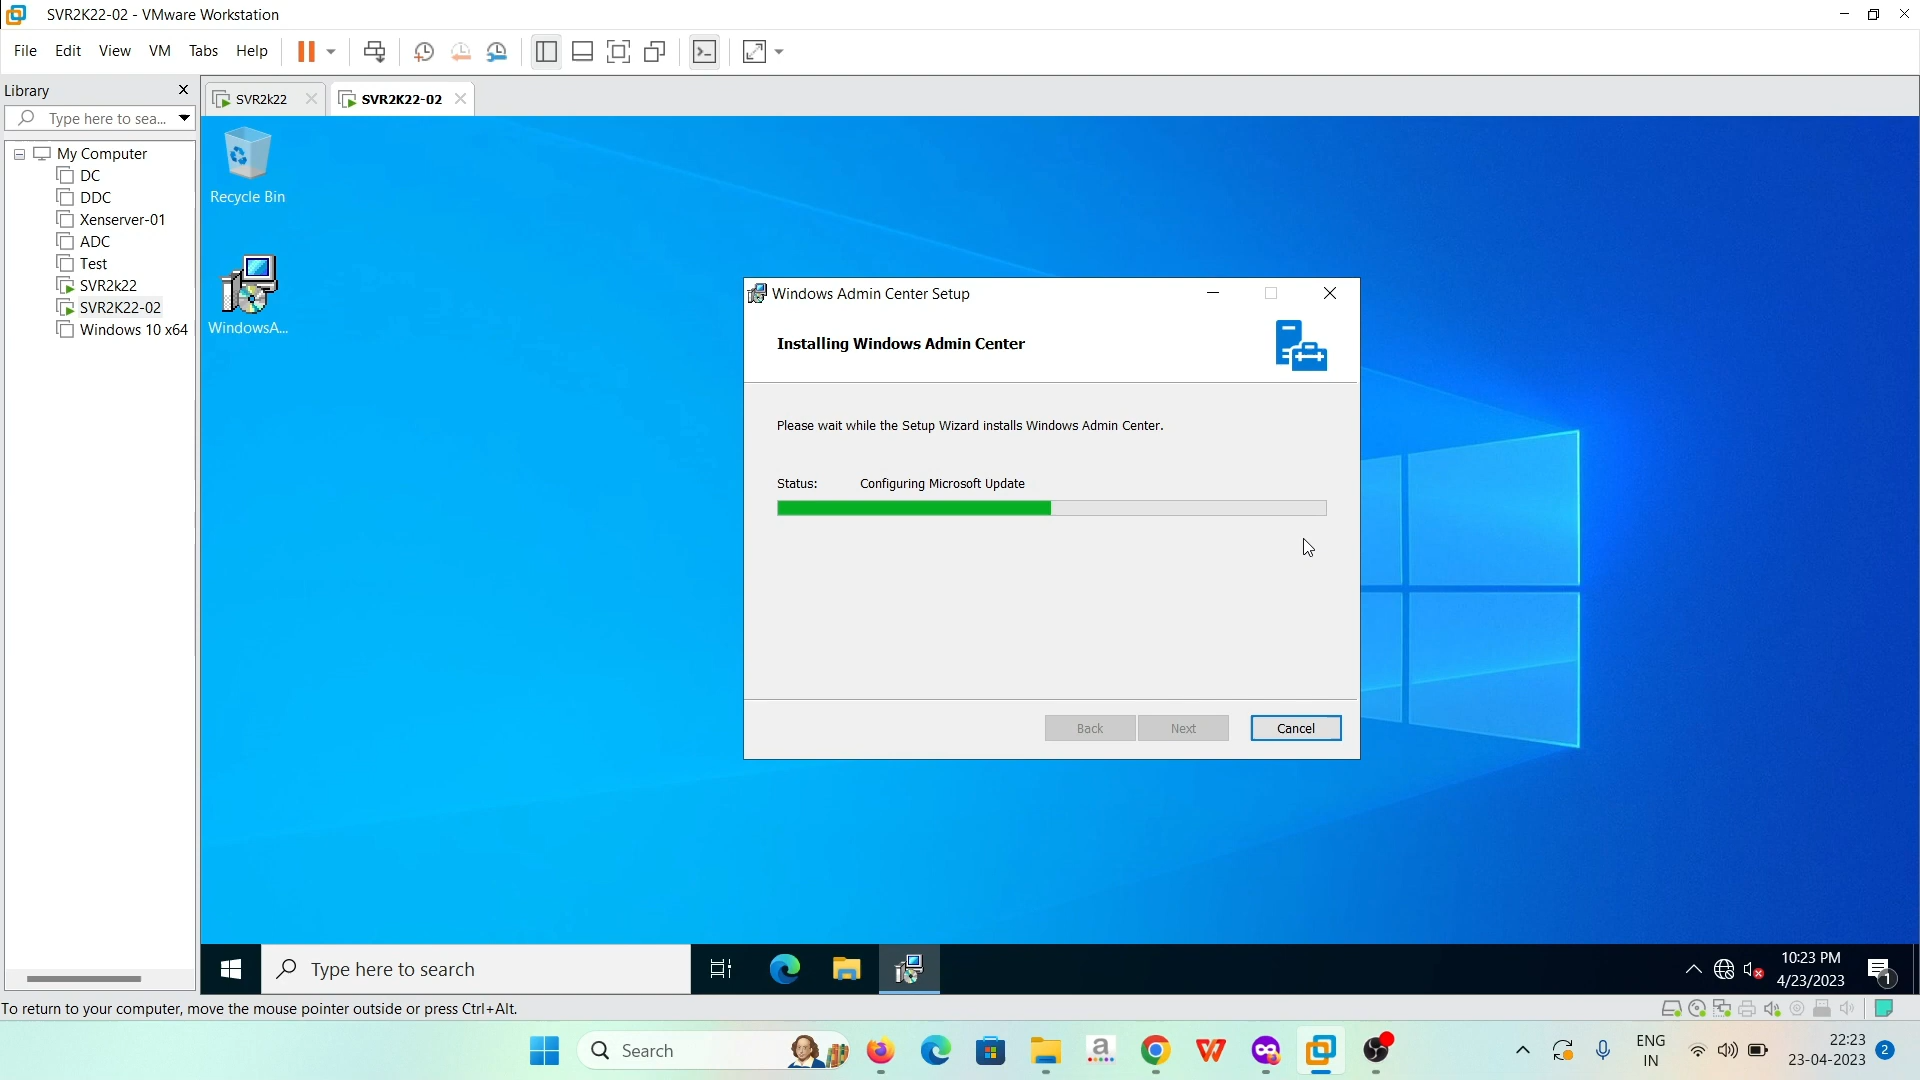 SVR2K22-02 - VMware Workstation
File Edit View VM Tabs Help
Library
Type here to sea...
My Computer
DC
DDC
Xenserver-01
ADC
Test
SVR2k22
SVR2K22-02
Windows 10 x64
SVR2k22
SVR2K22-02
Recycle Bin
WindowsA...
Windows Admin Center Setup
Installing Windows Admin Center
Please wait while the Setup Wizard installs Windows Admin Center.
Status: Configuring Microsoft Update
Back Next Cancel
Type here to search
10:23 PM
4/23/2023
1
To return to your computer, move the mouse pointer outside or press Ctrl+Alt.
Search
a
W
ENG
IN
22:23
23-04-2023
2